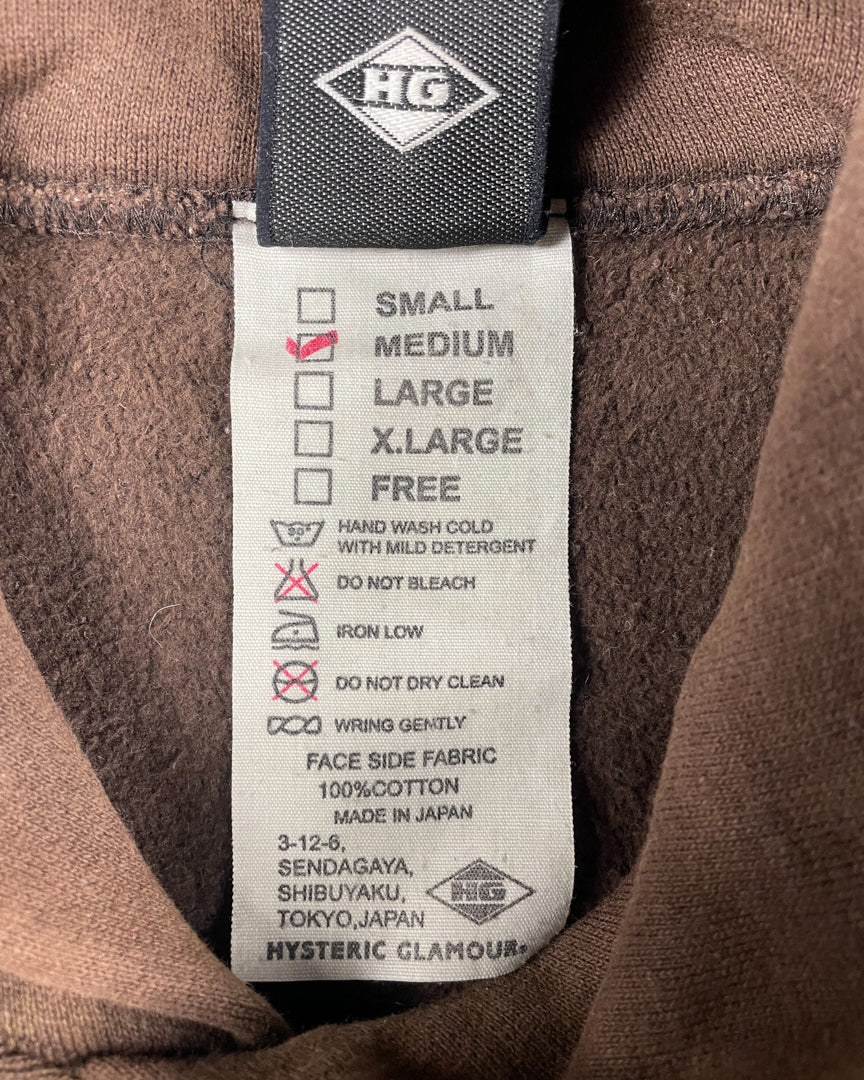 HG
SMALL
MEDIUM
LARGE
X.LARGE
FREE
30°
HAND WASH COLD
WITH MILD DETERGENT
DO NOT BLEACH
IRON LOW
DO NOT DRY CLEAN
WRING GENTLY
FACE SIDE FABRIC
100%COTTON
MADE IN JAPAN
3-12-6,
SENDAGAYA,
SHIBUYAKU,
TOKYO,JAPAN
HG
HYSTERIC GLAMOUR®